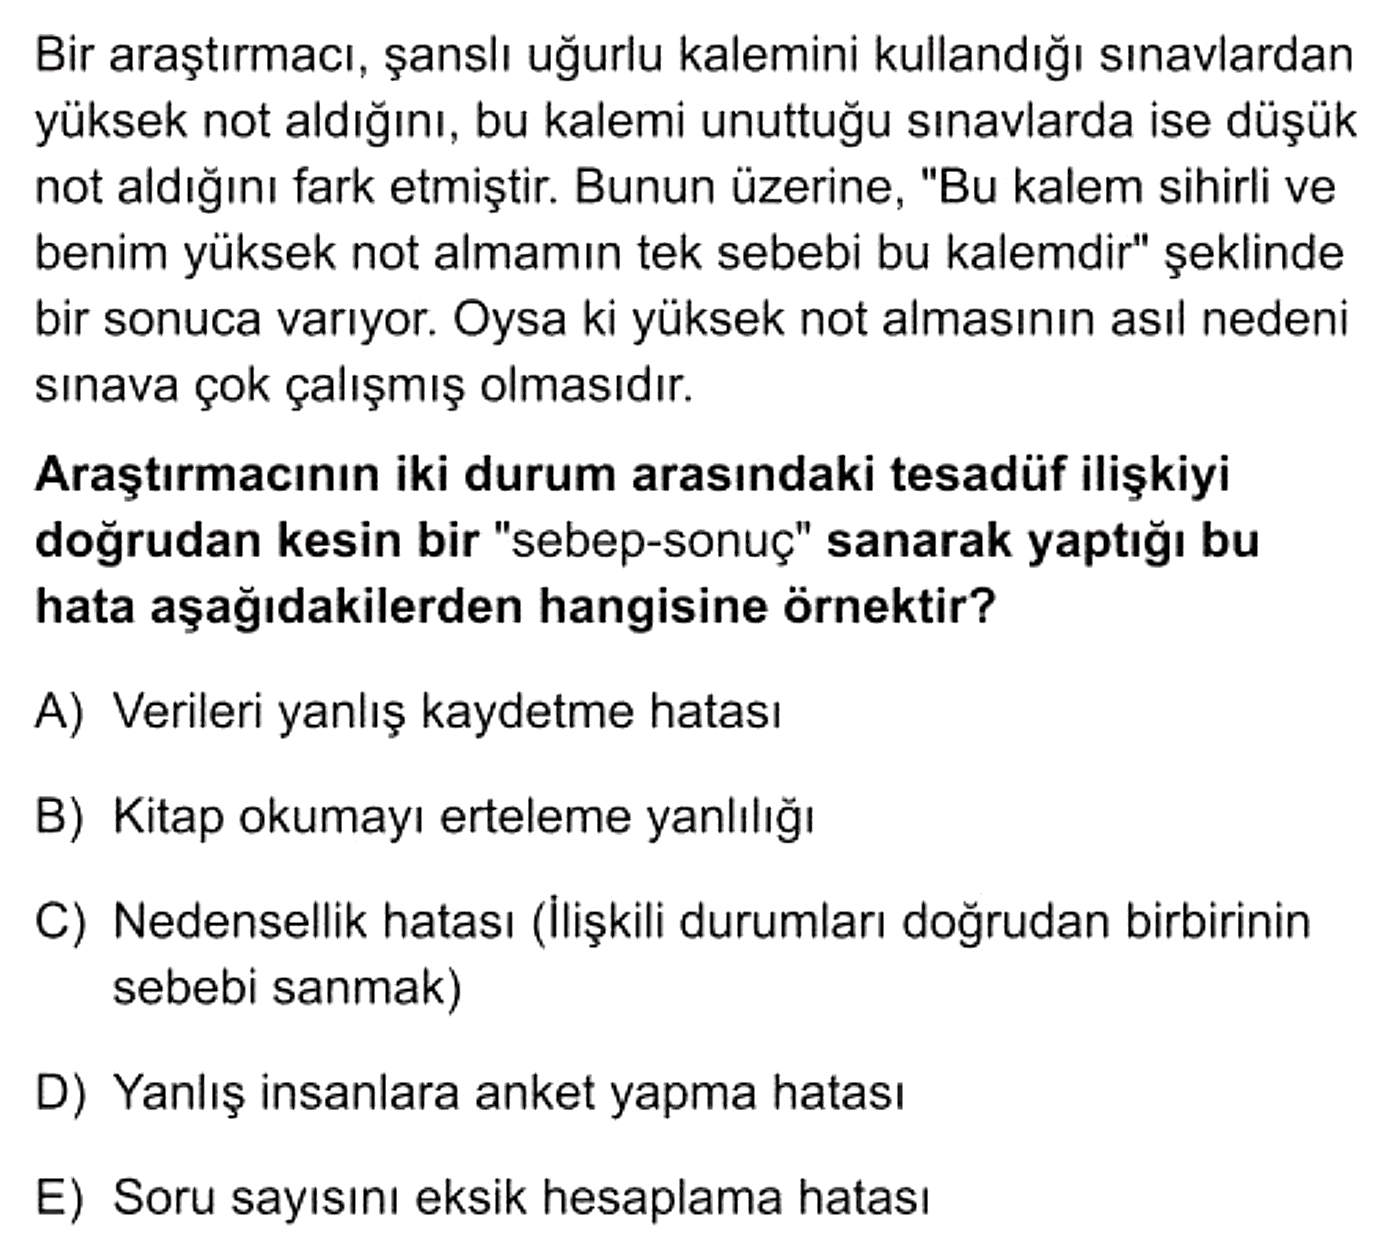 Bir araştırmacı, şanslı uğurlu kalemini kullandığı sınavlardan
yüksek not aldığını, bu kalemi unuttuğu sınavlarda ise düşük
not aldığını fark etmiştir. Bunun üzerine, "Bu kalem sihirli ve
benim yüksek not almamın tek sebebi bu kalemdir" şeklinde
bir sonuca varıyor. Oysa ki yüksek not almasının asıl nedeni
sınava çok çalışmış olmasıdır.
Araştırmacının iki durum arasındaki tesadüf ilişkiyi
doğrudan kesin bir "sebep-sonuç" sanarak yaptığı bu
hata aşağıdakilerden hangisine örnektir?
A) Verileri yanlış kaydetme hatası
B) Kitap okumayı erteleme yanlılığı
C) Nedensellik hatası (İlişkili durumları doğrudan birbirinin
sebebi sanmak)
D) Yanlış insanlara anket yapma hatası
E) Soru sayısını eksik hesaplama hatası